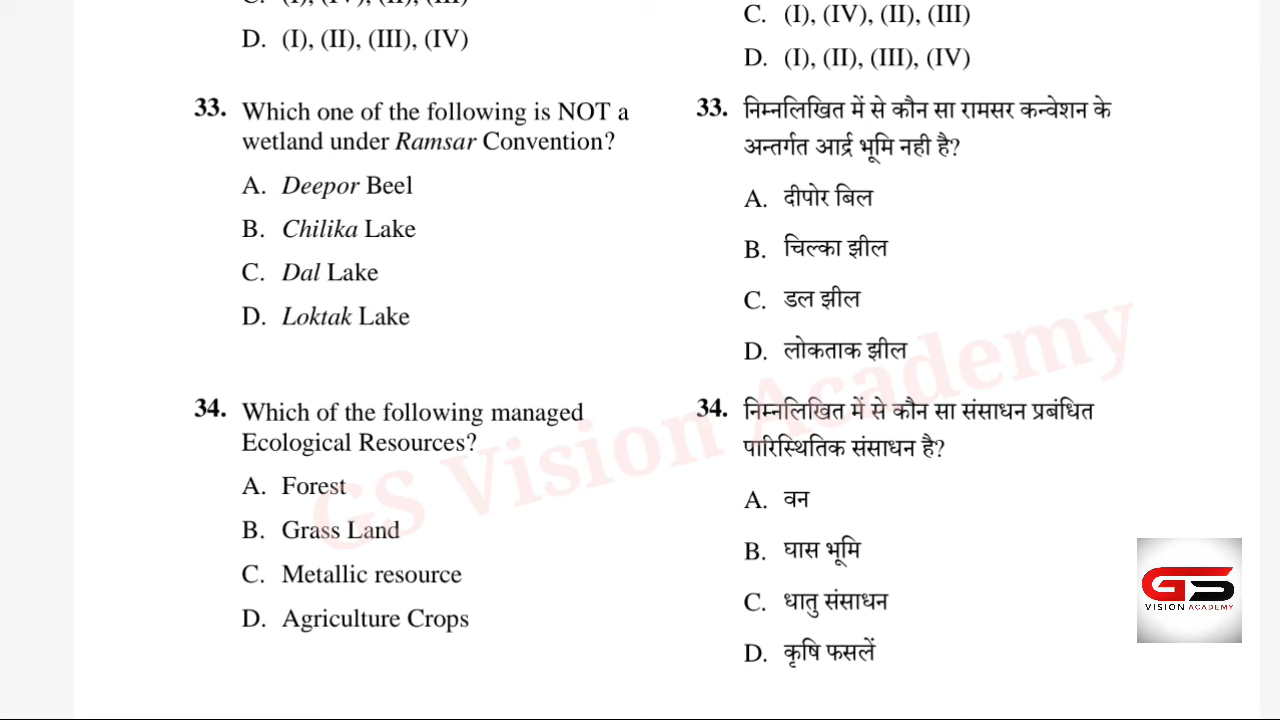 C. (I), (IV), (II), (III)
D. (I), (II), (III), (IV)
33. Which one of the following is NOT a
wetland under Ramsar Convention?
A. Deepor Beel
B. Chilika Lake
C. Dal Lake
D. Loktak Lake
34. Which of the following managed
Ecological Resources?
A. Forest
B. Grass Land
C. Metallic resource
D. Agriculture Crops
C. (I), (IV), (II), (III)
D. (I), (II), (III), (IV)
33. निम्नलिखित में से कौन सा रामसर कन्वेशन के
अन्तर्गत आर्द्र भूमि नही है?
A. दीपोर बिल
B. चिल्का झील
C. डल झील
D. लोकताक झील
34. निम्नलिखित में से कौन सा संसाधन प्रबंधित
पारिस्थितिक संसाधन है?
A. वन
B. घास भूमि
C. धातु संसाधन
D. कृषि फसलें
GS Vision Academy
GS
VISION ACADEMY